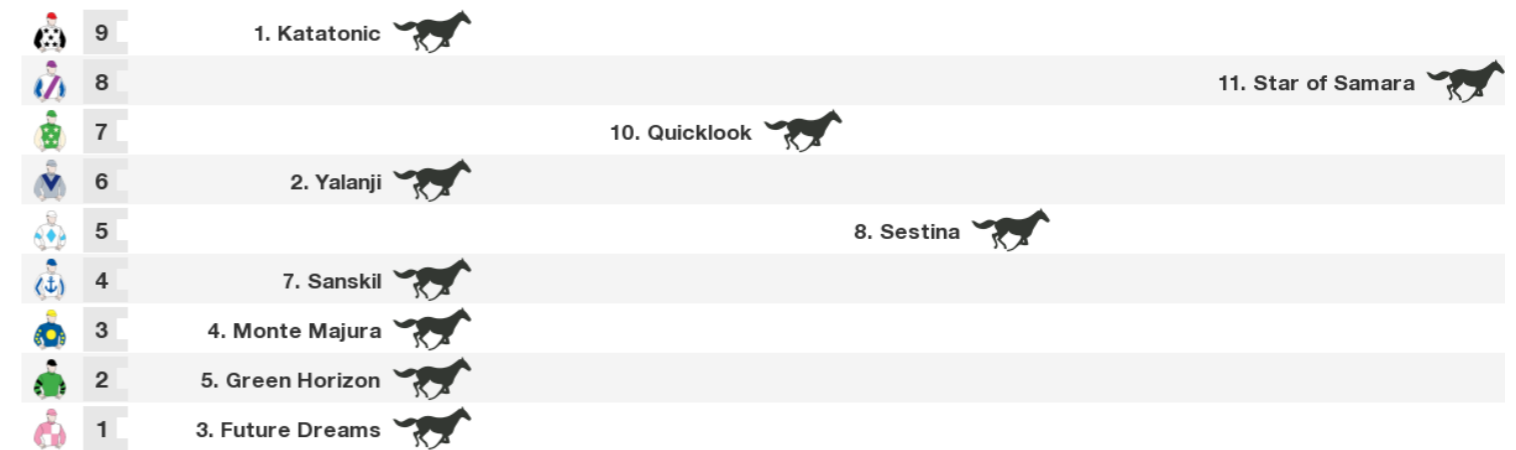 9 1. Katatonic
8 11. Star of Samara
7 10. Quicklook
6 2. Yalanji
5 8. Sestina
4 7. Sanskil
3 4. Monte Majura
2 5. Green Horizon
1 3. Future Dreams